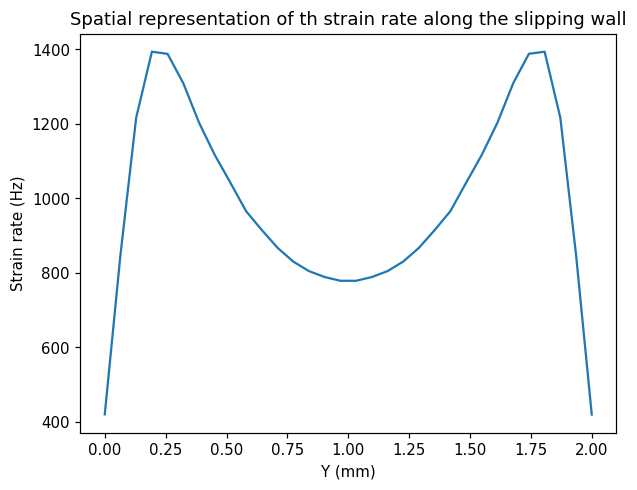 Spatial representation of th strain rate along the slipping wall
1400
1200
1000
800
600
400
Strain rate (Hz)
0.00 0.25 0.50 0.75 1.00 1.25 1.50 1.75 2.00
Y (mm)